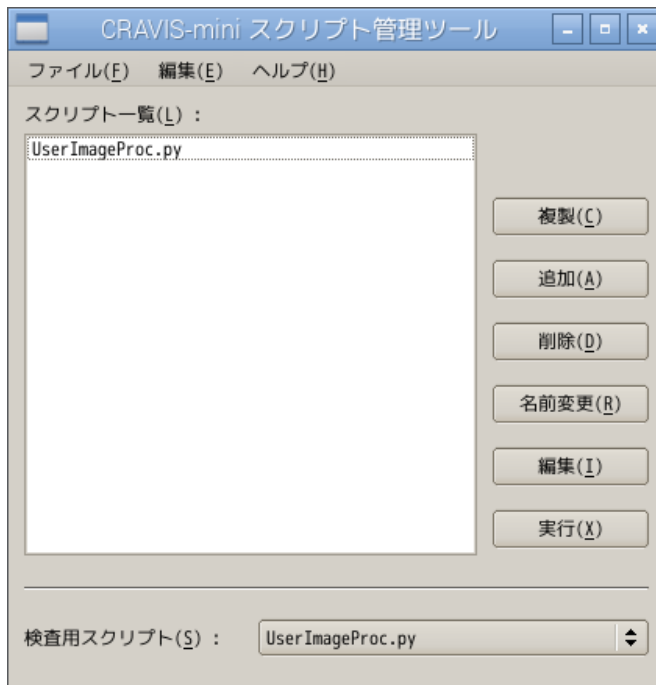 CRAVIS-mini スクリプト管理ツール
ファイル(F) 編集(E) ヘルプ(H)
スクリプト一覧(L) :
UserImageProc.py
複製(C)
追加(A)
削除(D)
名前変更(R)
編集(I)
実行(X)
検査用スクリプト(S) : UserImageProc.py